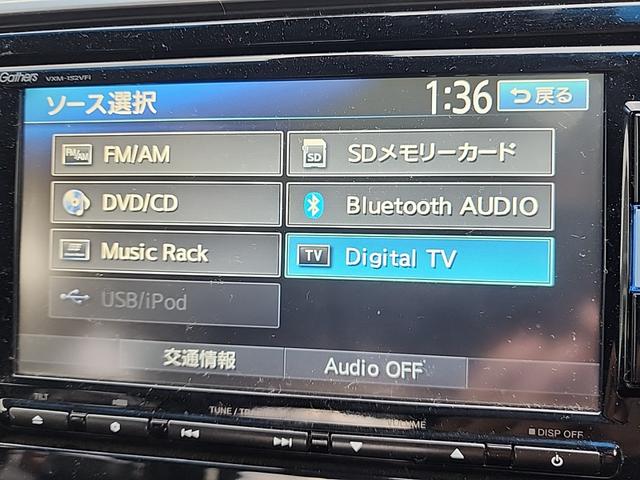 Gathers VXM-152VFi
ソース選択 1:36 戻る
FM/AM FM/AM SD SDメモリーカード
DVD/CD Bluetooth AUDIO
Music Rack TV Digital TV
USB/iPod
交通情報 Audio OFF
TILT TUNE / VOLUME
DISP OFF